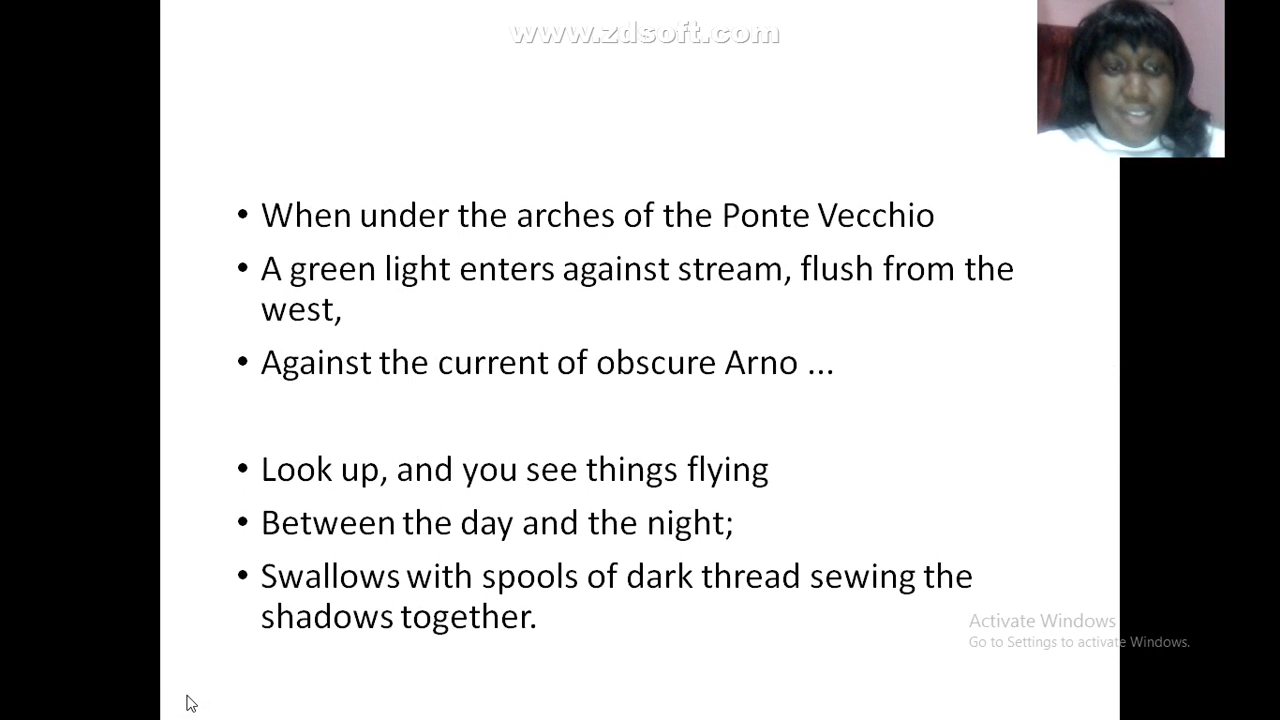 www.zdsoft.com
• When under the arches of the Ponte Vecchio
• A green light enters against stream, flush from the
west,
• Against the current of obscure Arno ...
• Look up, and you see things flying
• Between the day and the night;
• Swallows with spools of dark thread sewing the
shadows together.
Activate Windows
Go to Settings to activate Windows.